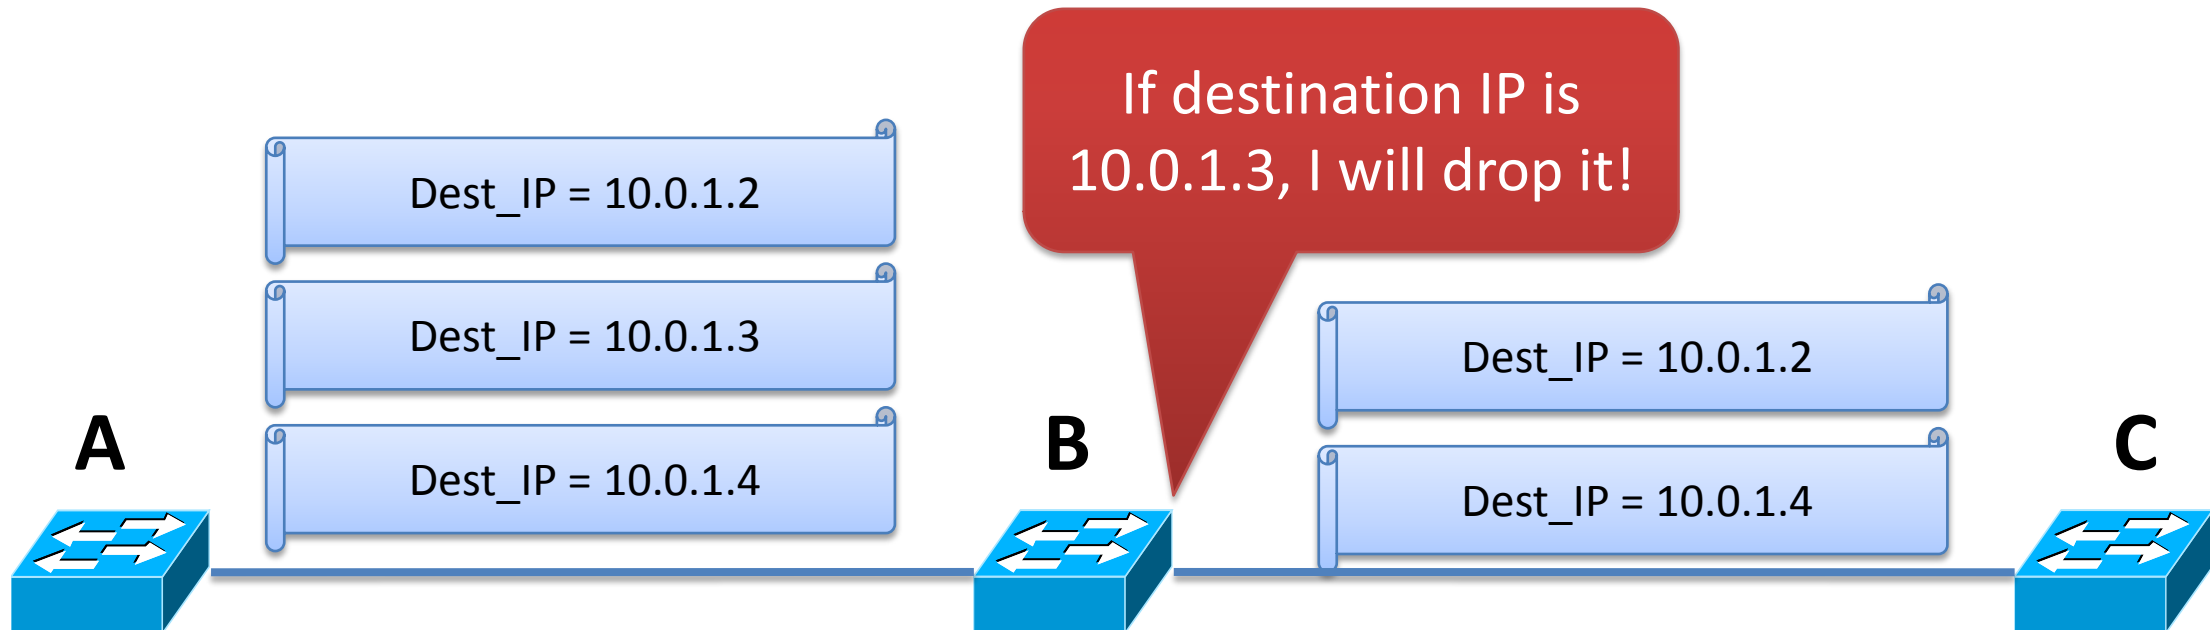 If destination IP is
10.0.1.3, I will drop it!
Dest_IP = 10.0.1.2
Dest_IP = 10.0.1.3
Dest_IP = 10.0.1.4
Dest_IP = 10.0.1.2
Dest_IP = 10.0.1.4
A
B
C